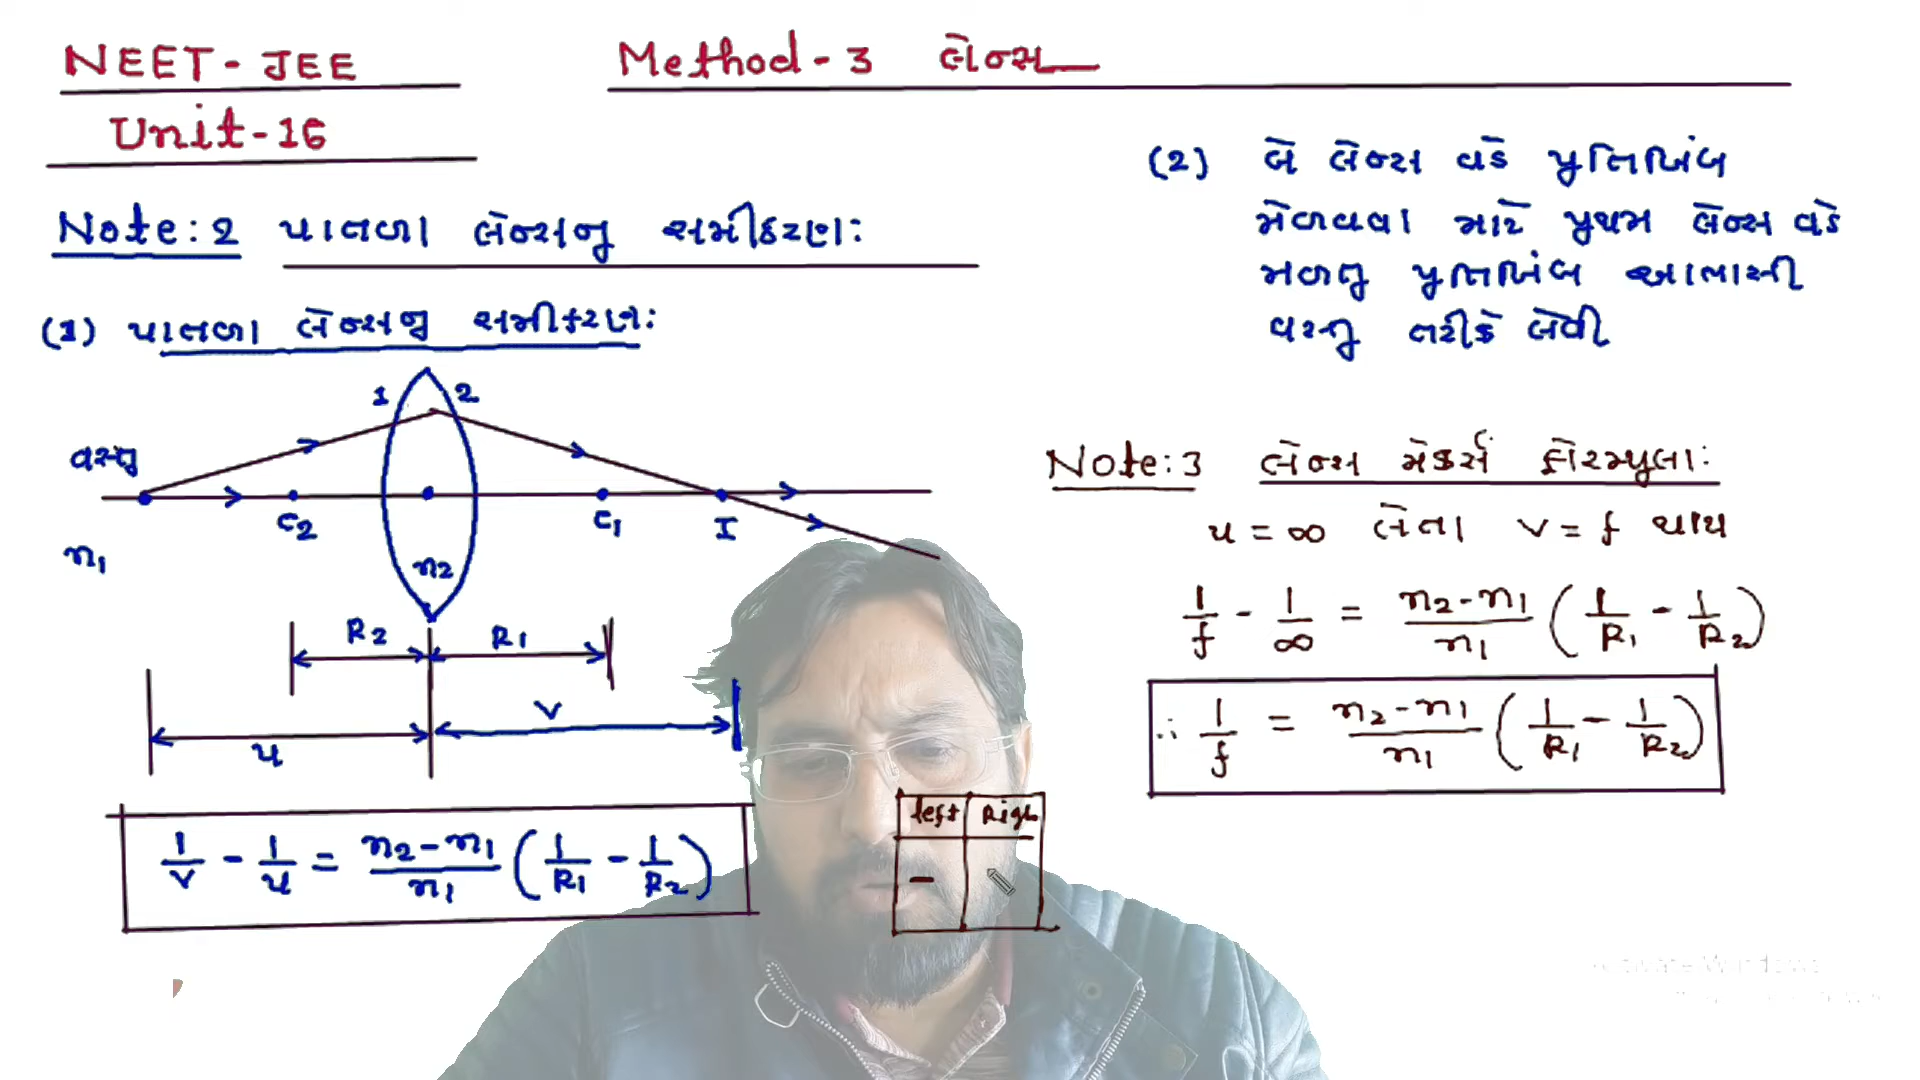 NEET - JEE
Unit - 16
Method - 3 લેન્સ
Note: 2 પાતળા લેન્સનુ સમીકરણ:
(1) પાતળા લેન્સનુ સમીકરણ:
1 2
વસ્તુ
C2 C1 I
n1 n2
R2 R1
u v
1/v - 1/u = n2 - n1/n1 (1/R1 - 1/R2)
(2) બે લેન્સ વડે પ્રતિબિંબ
મેળવવા માટે પ્રથમ લેન્સ વડે
મળતુ પ્રતિબિંબ આભાસી
વસ્તુ તરીકે લેવી
Note: 3 લેન્સ મેકર્સ ફોરમ્યુલા:
u = ∞ લેતા v = f થાય
1/f - 1/∞ = n2 - n1/n1 (1/R1 - 1/R2)
∴ 1/f = n2 - n1/n1 (1/R1 - 1/R2)
left Righ
-